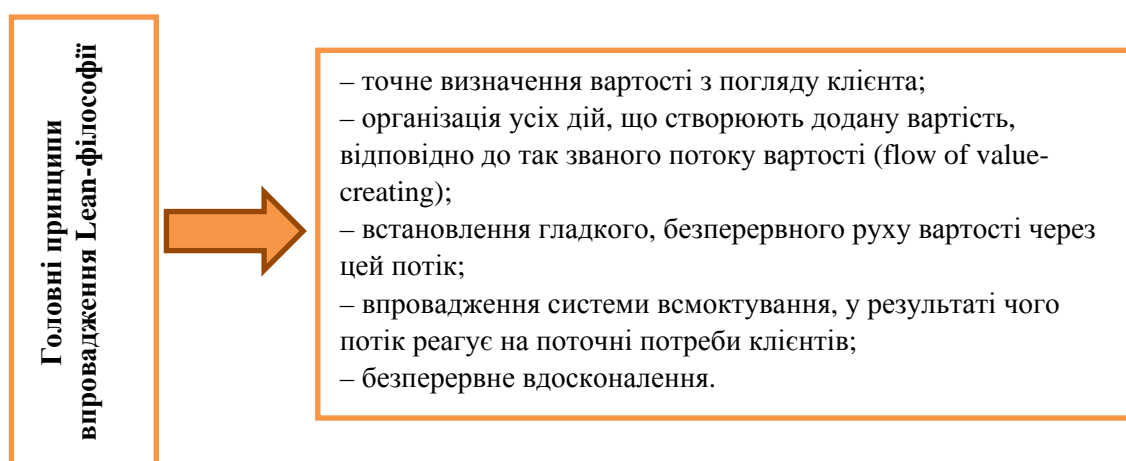 Головні принципи
впровадження Lean-філософії
– точне визначення вартості з погляду клієнта;
– організація усіх дій, що створюють додану вартість,
відповідно до так званого потоку вартості (flow of value-
creating);
– встановлення гладкого, безперервного руху вартості через
цей потік;
– впровадження системи всмоктування, у результаті чого
потік реагує на поточні потреби клієнтів;
– безперервне вдосконалення.